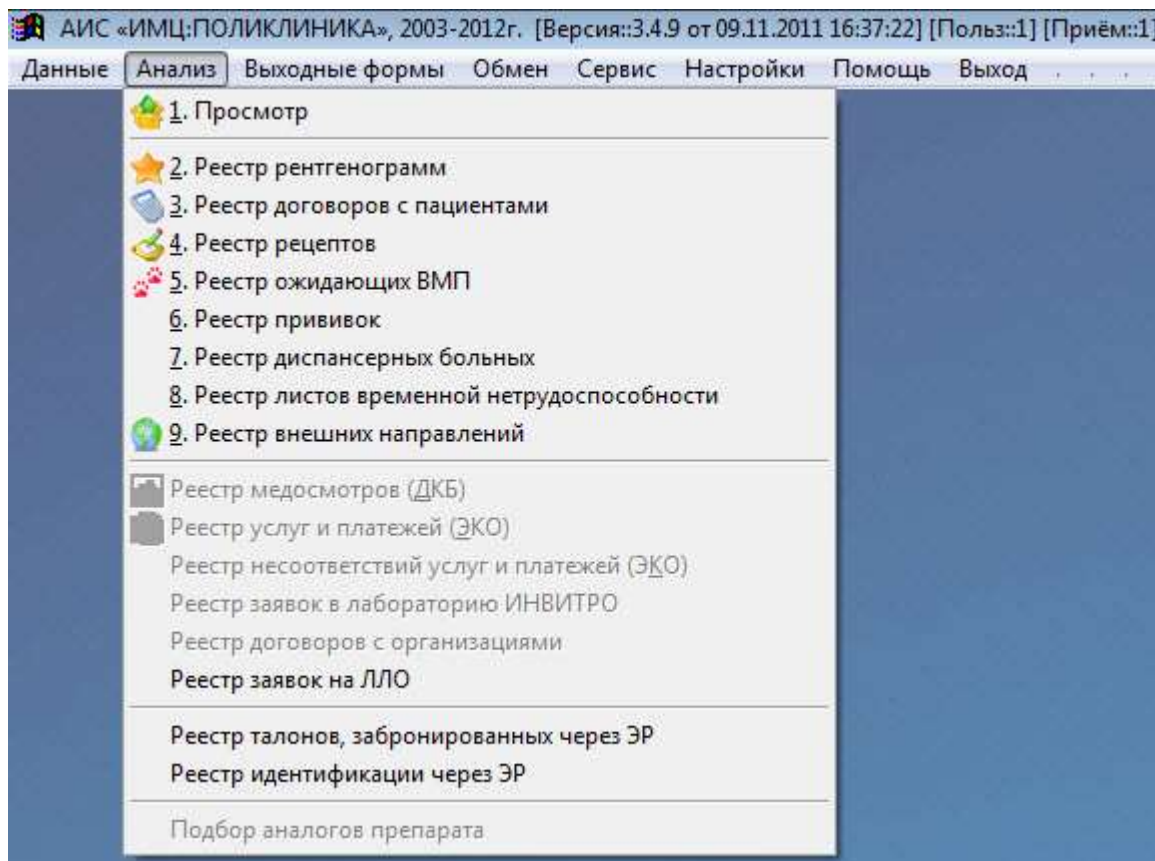 АИС «ИМЦ:ПОЛИКЛИНИКА», 2003-2012г. [Версия::3.4.9 от 09.11.2011 16:37:22] [Польз::1] [Приём::1]
Данные Анализ Выходные формы Обмен Сервис Настройки Помощь Выход . . .
1. Просмотр
2. Реестр рентгенограмм
3. Реестр договоров с пациентами
4. Реестр рецептов
5. Реестр ожидающих ВМП
6. Реестр прививок
7. Реестр диспансерных больных
8. Реестр листов временной нетрудоспособности
9. Реестр внешних направлений
Реестр медосмотров (ДКБ)
Реестр услуг и платежей (ЭКО)
Реестр несоответствий услуг и платежей (ЭКО)
Реестр заявок в лабораторию ИНВИТРО
Реестр договоров с организациями
Реестр заявок на ЛЛО
Реестр талонов, забронированных через ЭР
Реестр идентификации через ЭР
Подбор аналогов препарата